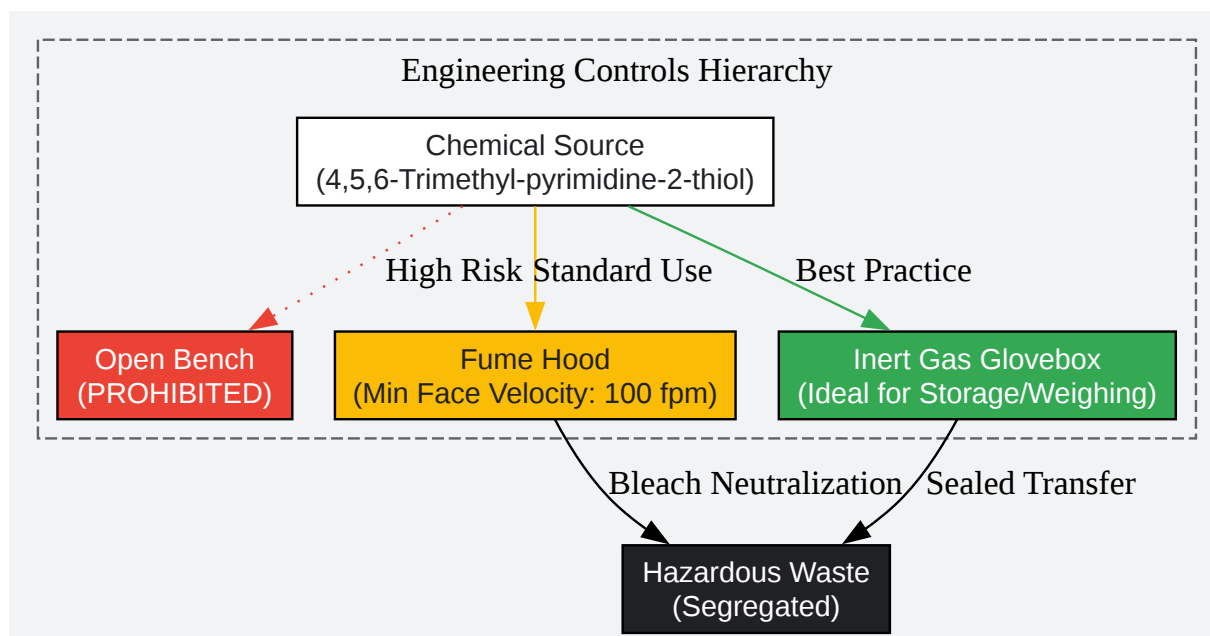 Engineering Controls Hierarchy
Chemical Source
(4,5,6-Trimethyl-pyrimidine-2-thiol)
High Risk
Standard Use
Best Practice
Open Bench
(PROHIBITED)
Fume Hood
(Min Face Velocity: 100 fpm)
Inert Gas Glovebox
(Ideal for Storage/Weighing)
Bleach Neutralization
Sealed Transfer
Hazardous Waste
(Segregated)